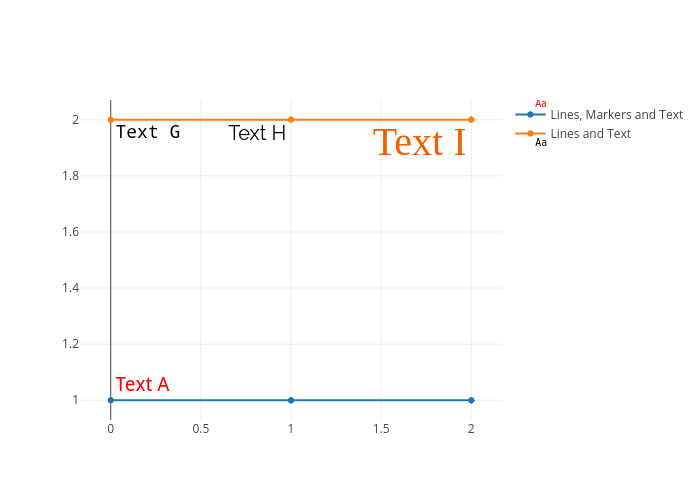 Aa
Lines, Markers and Text
Lines and Text
Aa
2
Text G
Text H
Text I
1.8
1.6
1.4
1.2
Text A
1
0
0.5
1
1.5
2